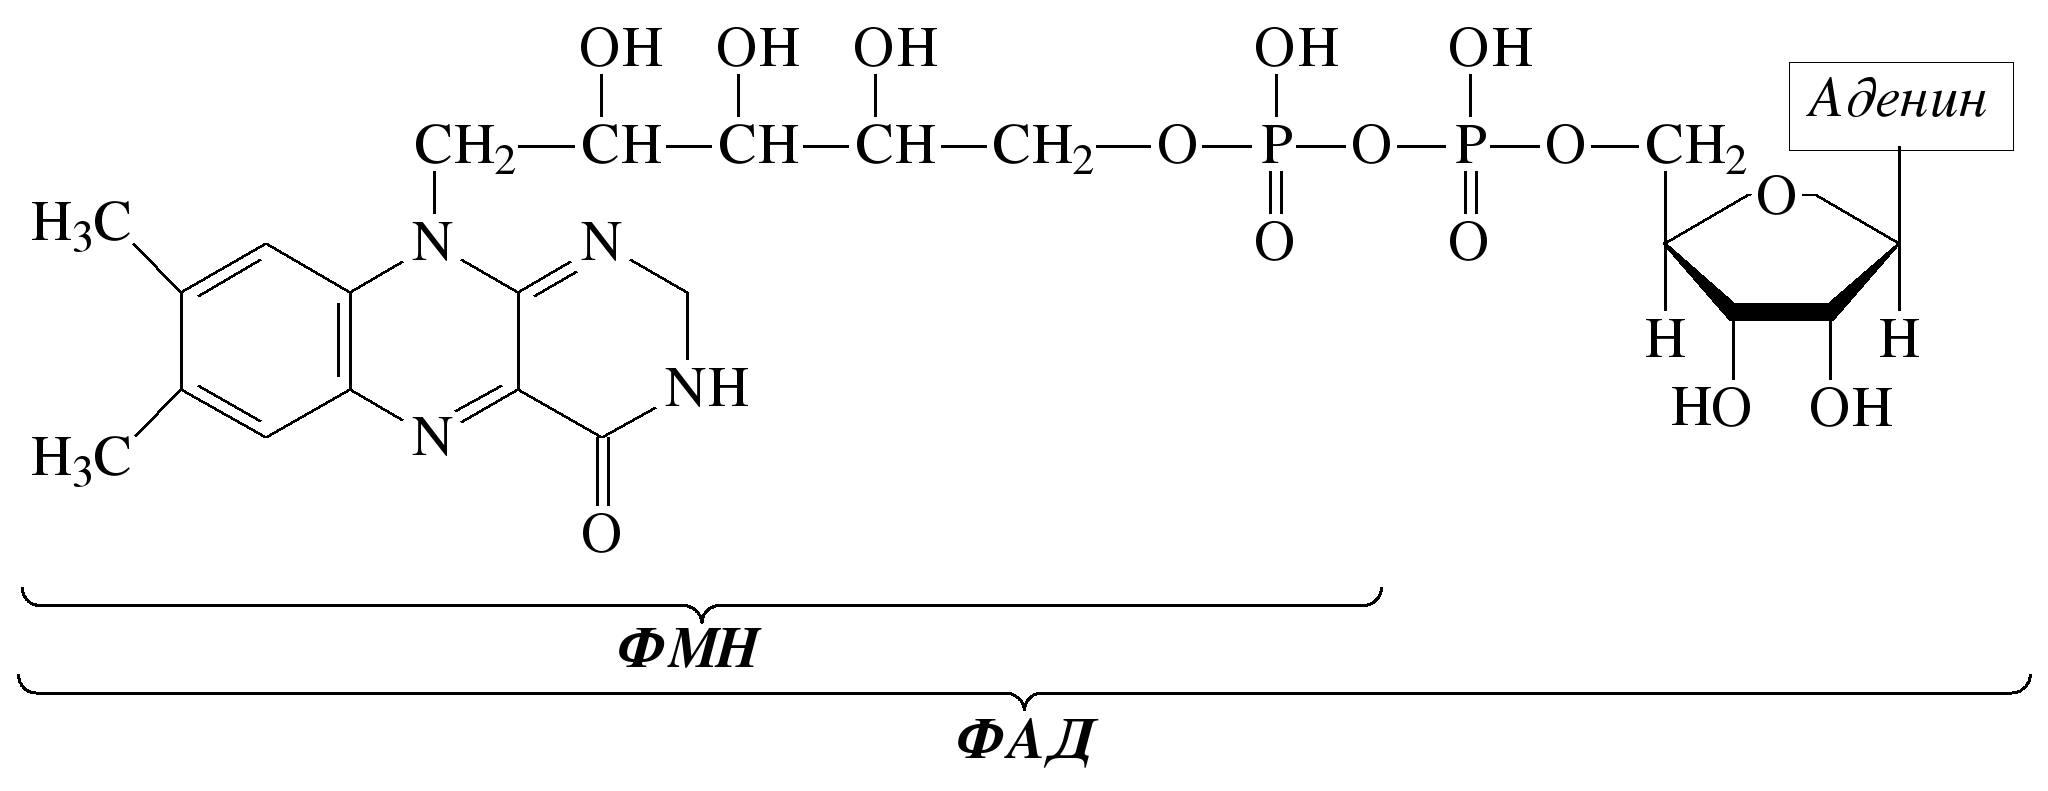 OH OH OH OH OH
Аденин
CH2 CH CH CH CH2 O P O P O CH2
O
H3C N N O O
H H
NH HO OH
H3C N
O
ФМН
ФАД